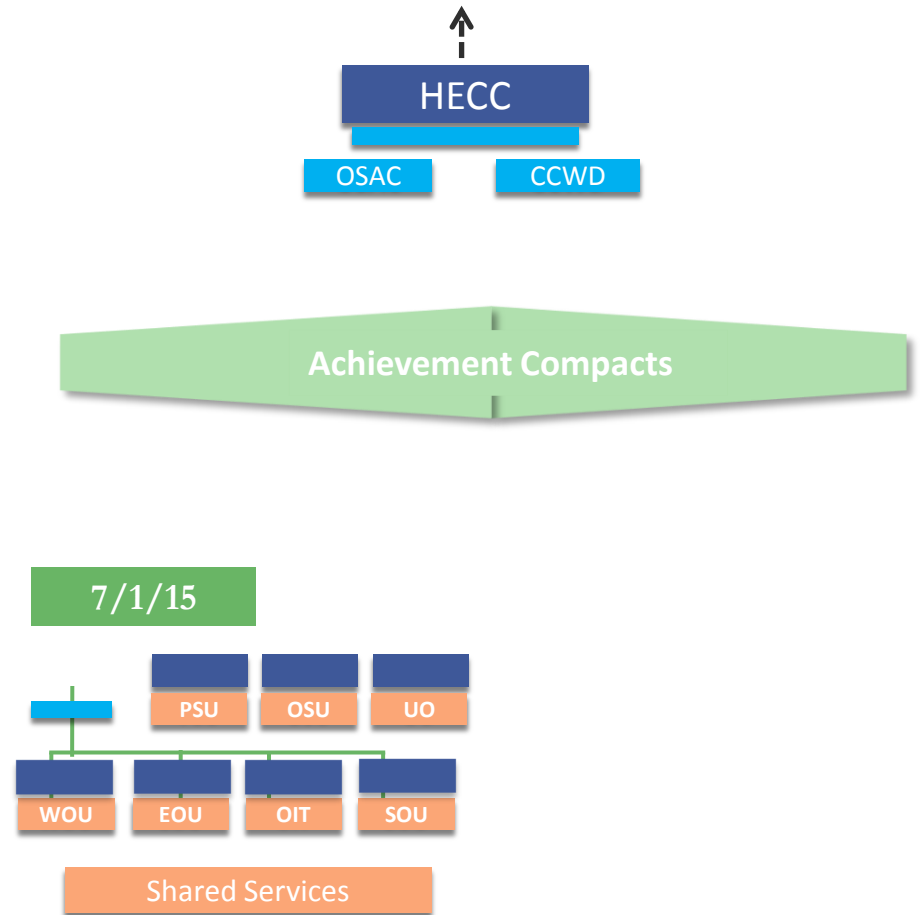 HECC
OSAC
CCWD
Achievement Compacts
7/1/15
PSU
OSU
UO
WOU
EOU
OIT
SOU
Shared Services